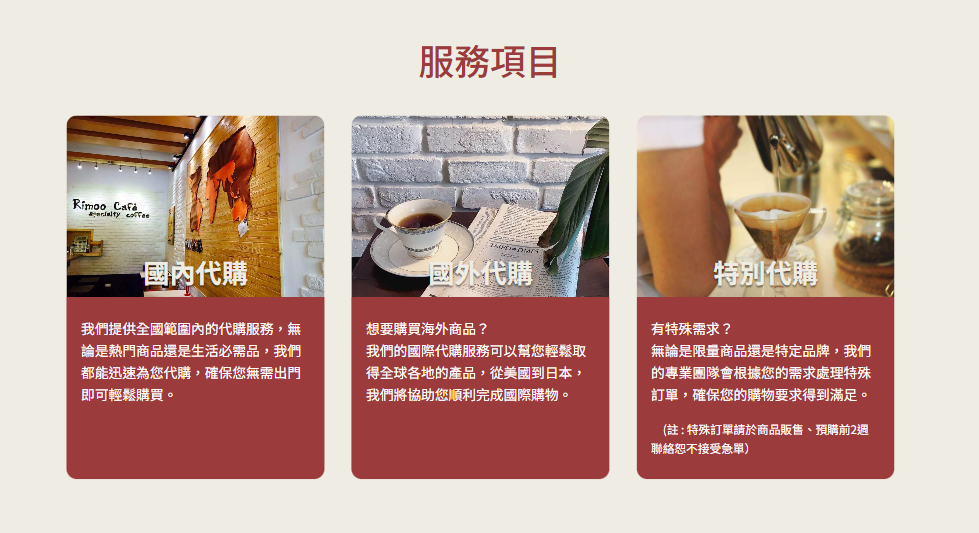 服務項目
Rimoo Café
specialty coffee
國內代購
我們提供全國範圍內的代購服務，無
論是熱門商品還是生活必需品，我們
都能迅速為您代購，確保您無需出門
即可輕鬆購買。
國外代購
想要購買海外商品？
我們的國際代購服務可以幫您輕鬆取
得全球各地的產品，從美國到日本，
我們將協助您順利完成國際購物。
特別代購
有特殊需求？
無論是限量商品還是特定品牌，我們
的專業團隊會根據您的需求處理特殊
訂單，確保您的購物要求得到滿足。
(註 : 特殊訂單請於商品販售、預購前2週
聯絡恕不接受急單)